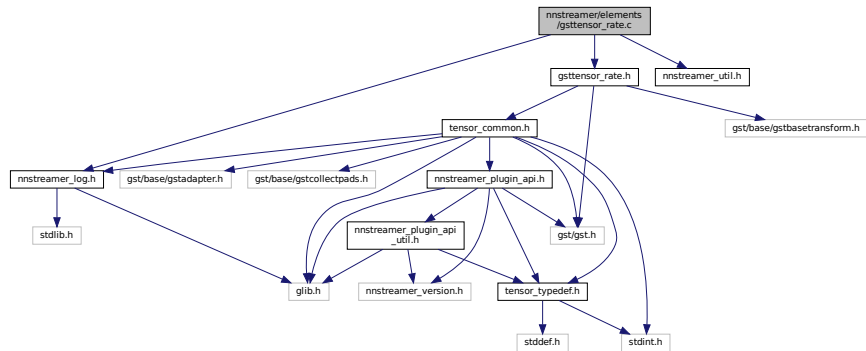 nnstreamer/elements
/gsttensor_rate.c
gsttensor_rate.h
nnstreamer_util.h
tensor_common.h
gst/base/gstbasetransform.h
nnstreamer_log.h
gst/base/gstadapter.h
gst/base/gstcollectpads.h
nnstreamer_plugin_api.h
stdlib.h
nnstreamer_plugin_api
_util.h
gst/gst.h
glib.h
nnstreamer_version.h
tensor_typedef.h
stddef.h
stdint.h